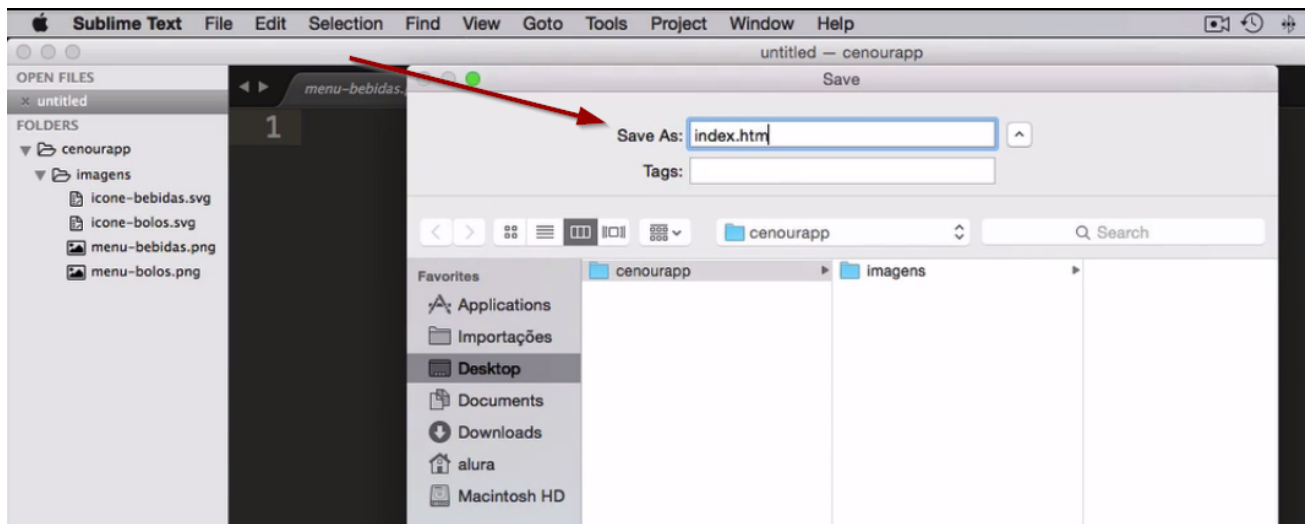 Sublime Text File Edit Selection Find View Goto Tools Project Window Help
untitled — cenourapp
OPEN FILES
untitled
FOLDERS
cenourapp
imagens
icone-bebidas.svg
icone-bolos.svg
menu-bebidas.png
menu-bolos.png
menu-bebidas.
1
Save
Save As: index.htm
Tags:
cenourapp
Search
Favorites
Applications
Importações
Desktop
Documents
Downloads
alura
Macintosh HD
cenourapp
imagens